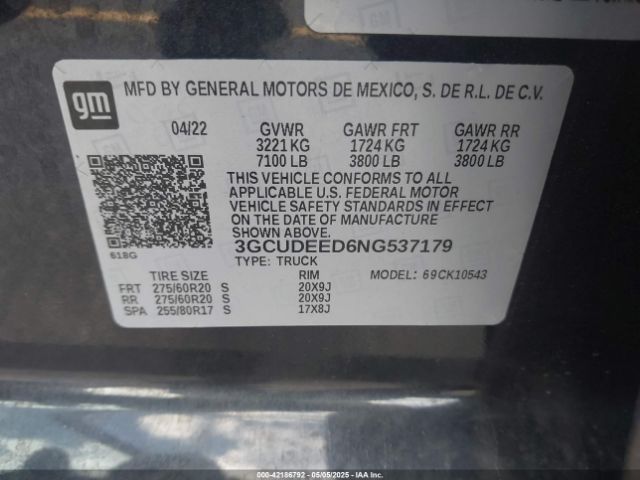 gm
MFD BY GENERAL MOTORS DE MEXICO, S. DE R.L. DE C.V.
04/22 GVWR GAWR FRT GAWR RR
3221 KG 1724 KG 1724 KG
7100 LB 3800 LB 3800 LB
THIS VEHICLE CONFORMS TO ALL
APPLICABLE U.S. FEDERAL MOTOR
VEHICLE SAFETY STANDARDS IN EFFECT
ON THE DATE OF MANUFACTURE
SHOWN ABOVE.
618G 3GCUDEED6NG537179
TYPE: TRUCK MODEL: 69CK10543
TIRE SIZE RIM
FRT 275/60R20 S 20X9J
RR 275/60R20 S 20X9J
SPA 255/80R17 S 17X8J
000-42186792 - 05/05/2025 - IAA, Inc.